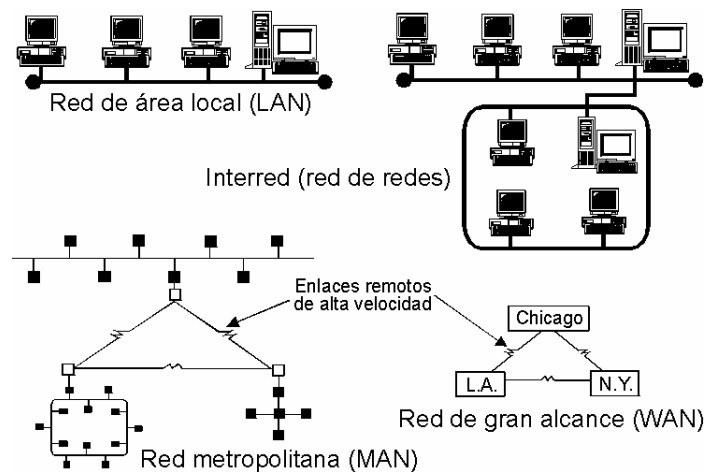 Red de área local (LAN)
Interred (red de redes)
Enlaces remotos
de alta velocidad
Chicago
L.A.
N.Y.
Red de gran alcance (WAN)
Red metropolitana (MAN)